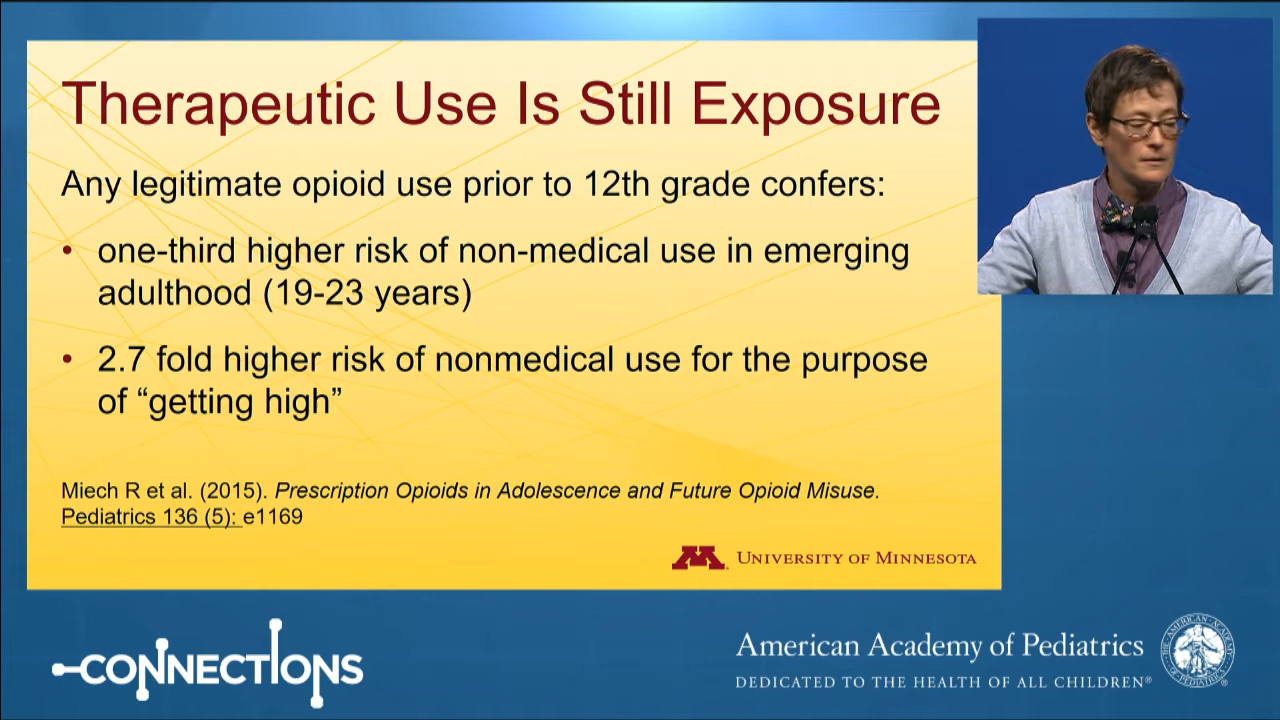 Therapeutic Use Is Still Exposure
Any legitimate opioid use prior to 12th grade confers:
• one-third higher risk of non-medical use in emerging
adulthood (19-23 years)
• 2.7 fold higher risk of nonmedical use for the purpose
of “getting high”
Miech R et al. (2015). Prescription Opioids in Adolescence and Future Opioid Misuse.
Pediatrics 136 (5): e1169
M UNIVERSITY OF MINNESOTA
CONNECTIONS
American Academy of Pediatrics
DEDICATED TO THE HEALTH OF ALL CHILDREN®